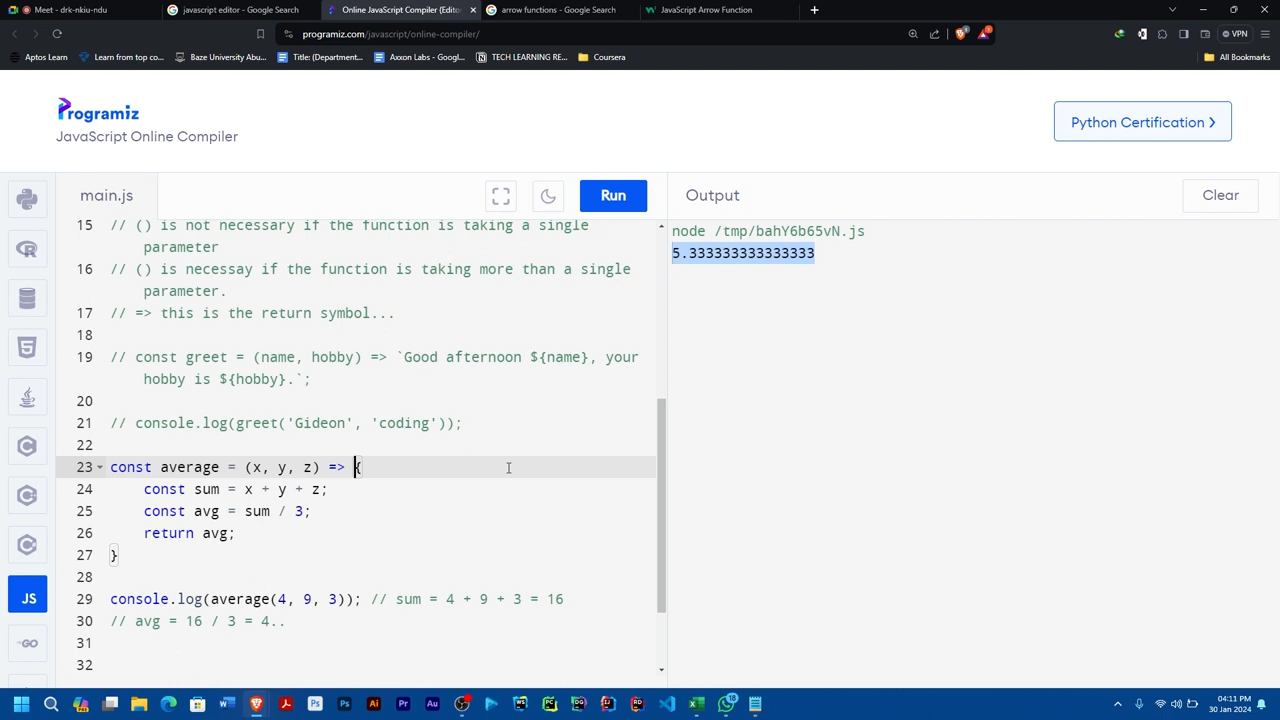 Meet - drk-nkiu-ndu
javascript editor - Google Search
Online JavaScript Compiler (Editor
arrow functions - Google Search
JavaScript Arrow Function
programiz.com/javascript/online-compiler/
VPN
Aptos Learn
Learn from top co...
Baze University Abu...
Title: (Department...
Axxon Labs - Googl...
TECH LEARNING RE...
Coursera
All Bookmarks
Programiz
JavaScript Online Compiler
Python Certification >
main.js
Run
Output
Clear
15 // () is not necessary if the function is taking a single
parameter
16 // () is necessay if the function is taking more than a single
parameter.
17 // => this is the return symbol...
18
19 // const greet = (name, hobby) => `Good afternoon ${name}, your
hobby is ${hobby}.`;
20
21 // console.log(greet('Gideon', 'coding'));
22
23 const average = (x, y, z) => {
24 const sum = x + y + z;
25 const avg = sum / 3;
26 return avg;
27 }
28
29 console.log(average(4, 9, 3)); // sum = 4 + 9 + 3 = 16
30 // avg = 16 / 3 = 4..
31
32
node /tmp/bahY6b65vN.js
5.333333333333333
JS
GO
04:11 PM
30 Jan 2024